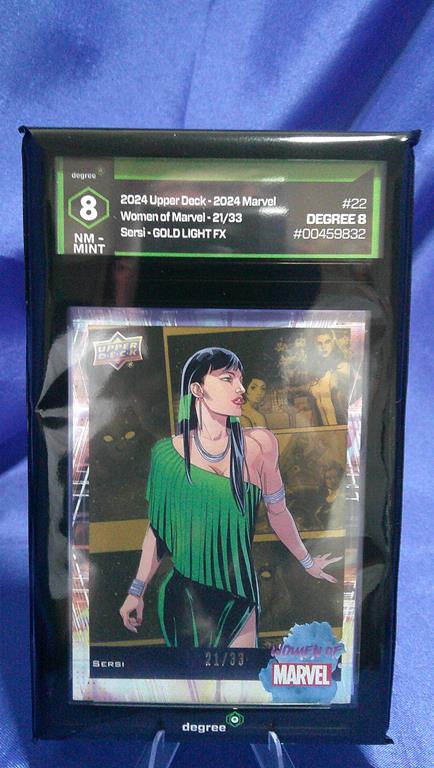 degree
8
NM -
MINT
2024 Upper Deck - 2024 Marvel
Women of Marvel - 21/33
Sersi - GOLD LIGHT FX
#22
DEGREE 8
#00459832
UPPER
DECK
SERSI
21/33
WOMEN OF
MARVEL
degree